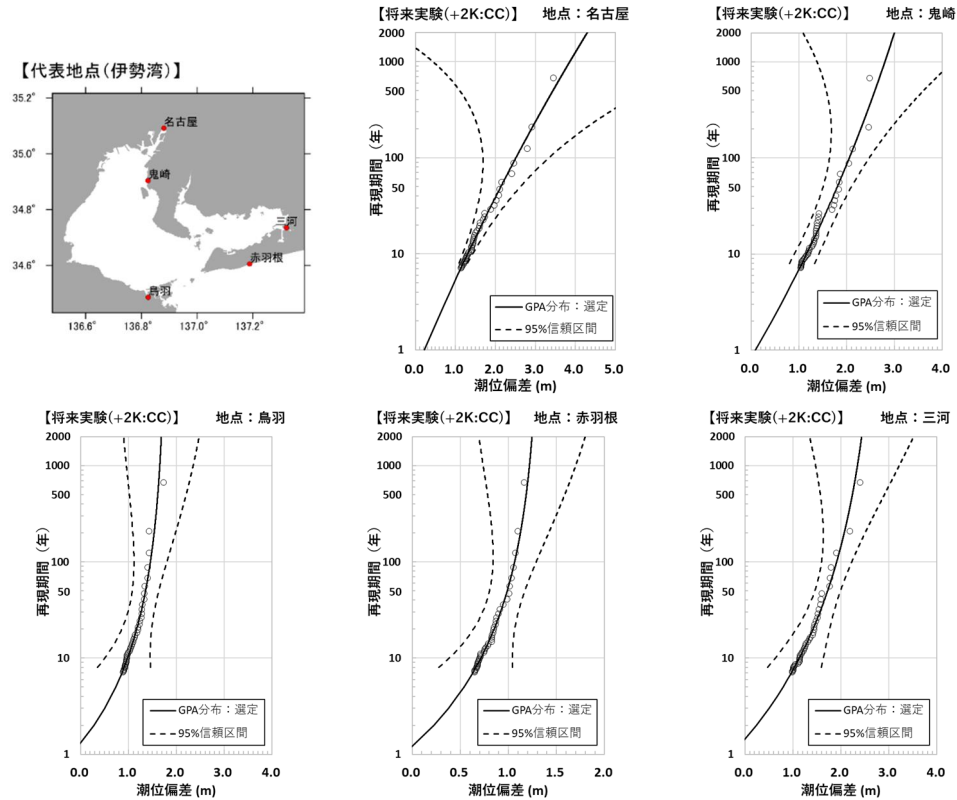 【代表地点(伊勢湾)】
35.2°
35.0°
34.8°
34.6°
136.6°
136.8°
137.0°
137.2°
名古屋
鬼崎
三河
赤羽根
鳥羽
【将来実験(+2K:CC)】 地点：名古屋
再現期間（年）
2000
1000
500
100
50
10
1
GPA分布：選定
95%信頼区間
0.0 1.0 2.0 3.0 4.0 5.0
潮位偏差 (m)
【将来実験(+2K:CC)】 地点：鬼崎
再現期間（年）
2000
1000
500
100
50
10
1
GPA分布：選定
95%信頼区間
0.0 1.0 2.0 3.0 4.0
潮位偏差 (m)
【将来実験(+2K:CC)】 地点：鳥羽
再現期間（年）
2000
1000
500
100
50
10
1
GPA分布：選定
95%信頼区間
0.0 1.0 2.0 3.0 4.0
潮位偏差 (m)
【将来実験(+2K:CC)】 地点：赤羽根
再現期間（年）
2000
1000
500
100
50
10
1
GPA分布：選定
95%信頼区間
0.0 0.5 1.0 1.5 2.0
潮位偏差 (m)
【将来実験(+2K:CC)】 地点：三河
再現期間（年）
2000
1000
500
100
50
10
1
GPA分布：選定
95%信頼区間
0.0 1.0 2.0 3.0 4.0
潮位偏差 (m)